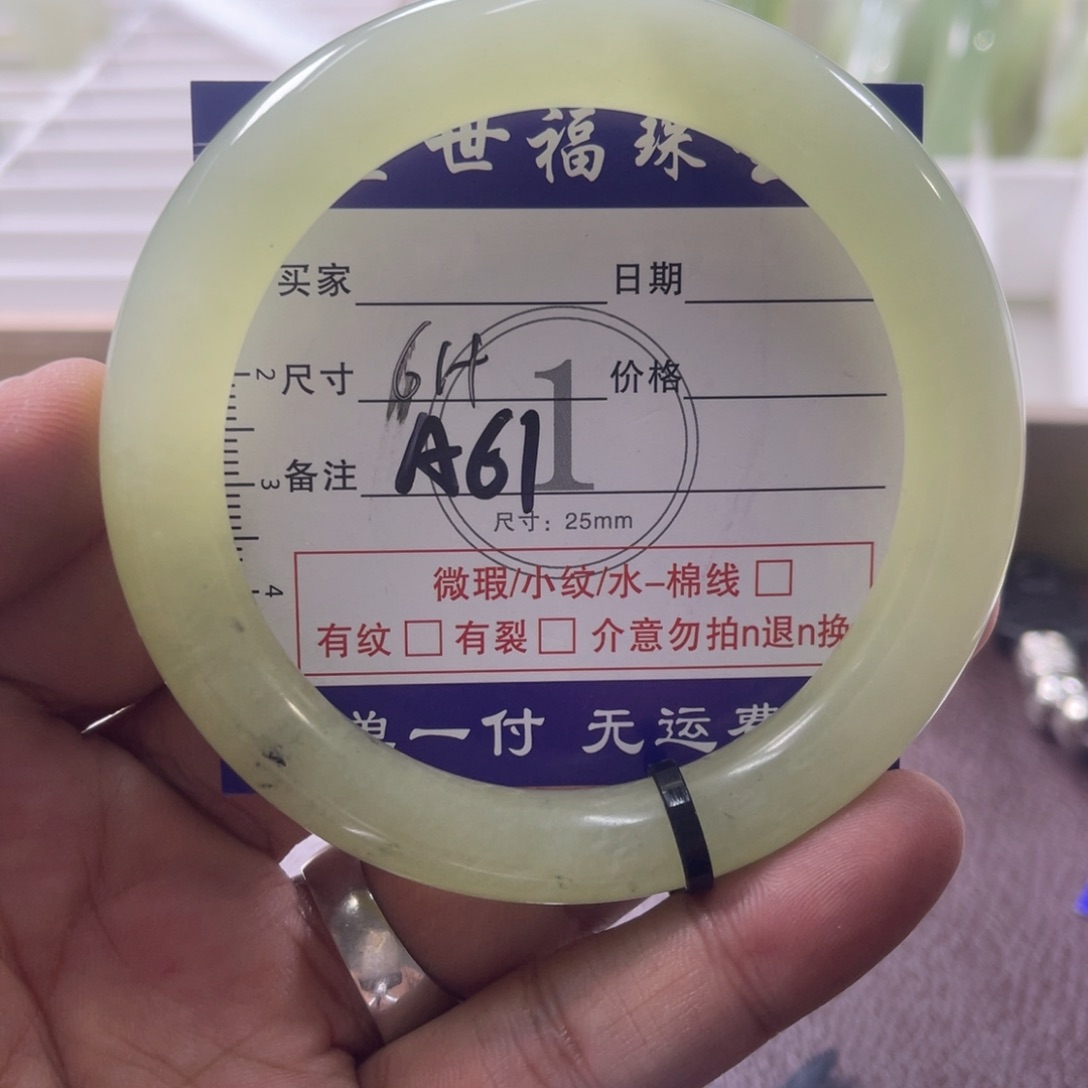 世福珠
买家 日期
2 尺寸 61 价格
A61
3 备注
1
尺寸：25mm
4
微瑕/小纹/水-棉线 □
有纹 □ 有裂 □ 介意勿拍n退n换
单一付 无运费